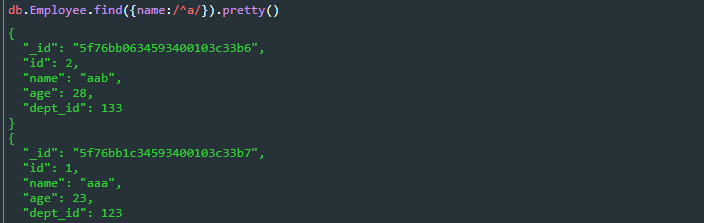 db.Employee.find({name:/^a/}).pretty()
{
  "_id": "5f76bb0634593400103c33b6",
  "id": 2,
  "name": "aab",
  "age": 28,
  "dept_id": 133
}
{
  "_id": "5f76bb1c34593400103c33b7",
  "id": 1,
  "name": "aaa",
  "age": 23,
  "dept_id": 123